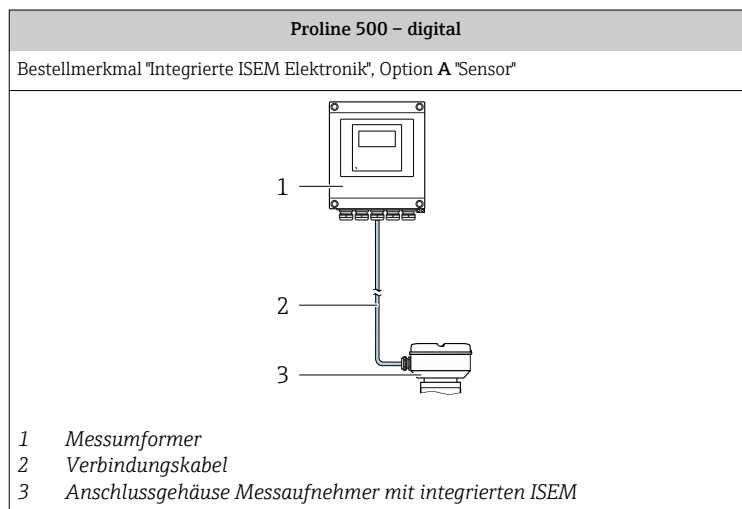 Proline 500 – digital
Bestellmerkmal "Integrierte ISEM Elektronik", Option A "Sensor"
1
2
3
1 Messumformer
2 Verbindungskabel
3 Anschlussgehäuse Messaufnehmer mit integrierten ISEM